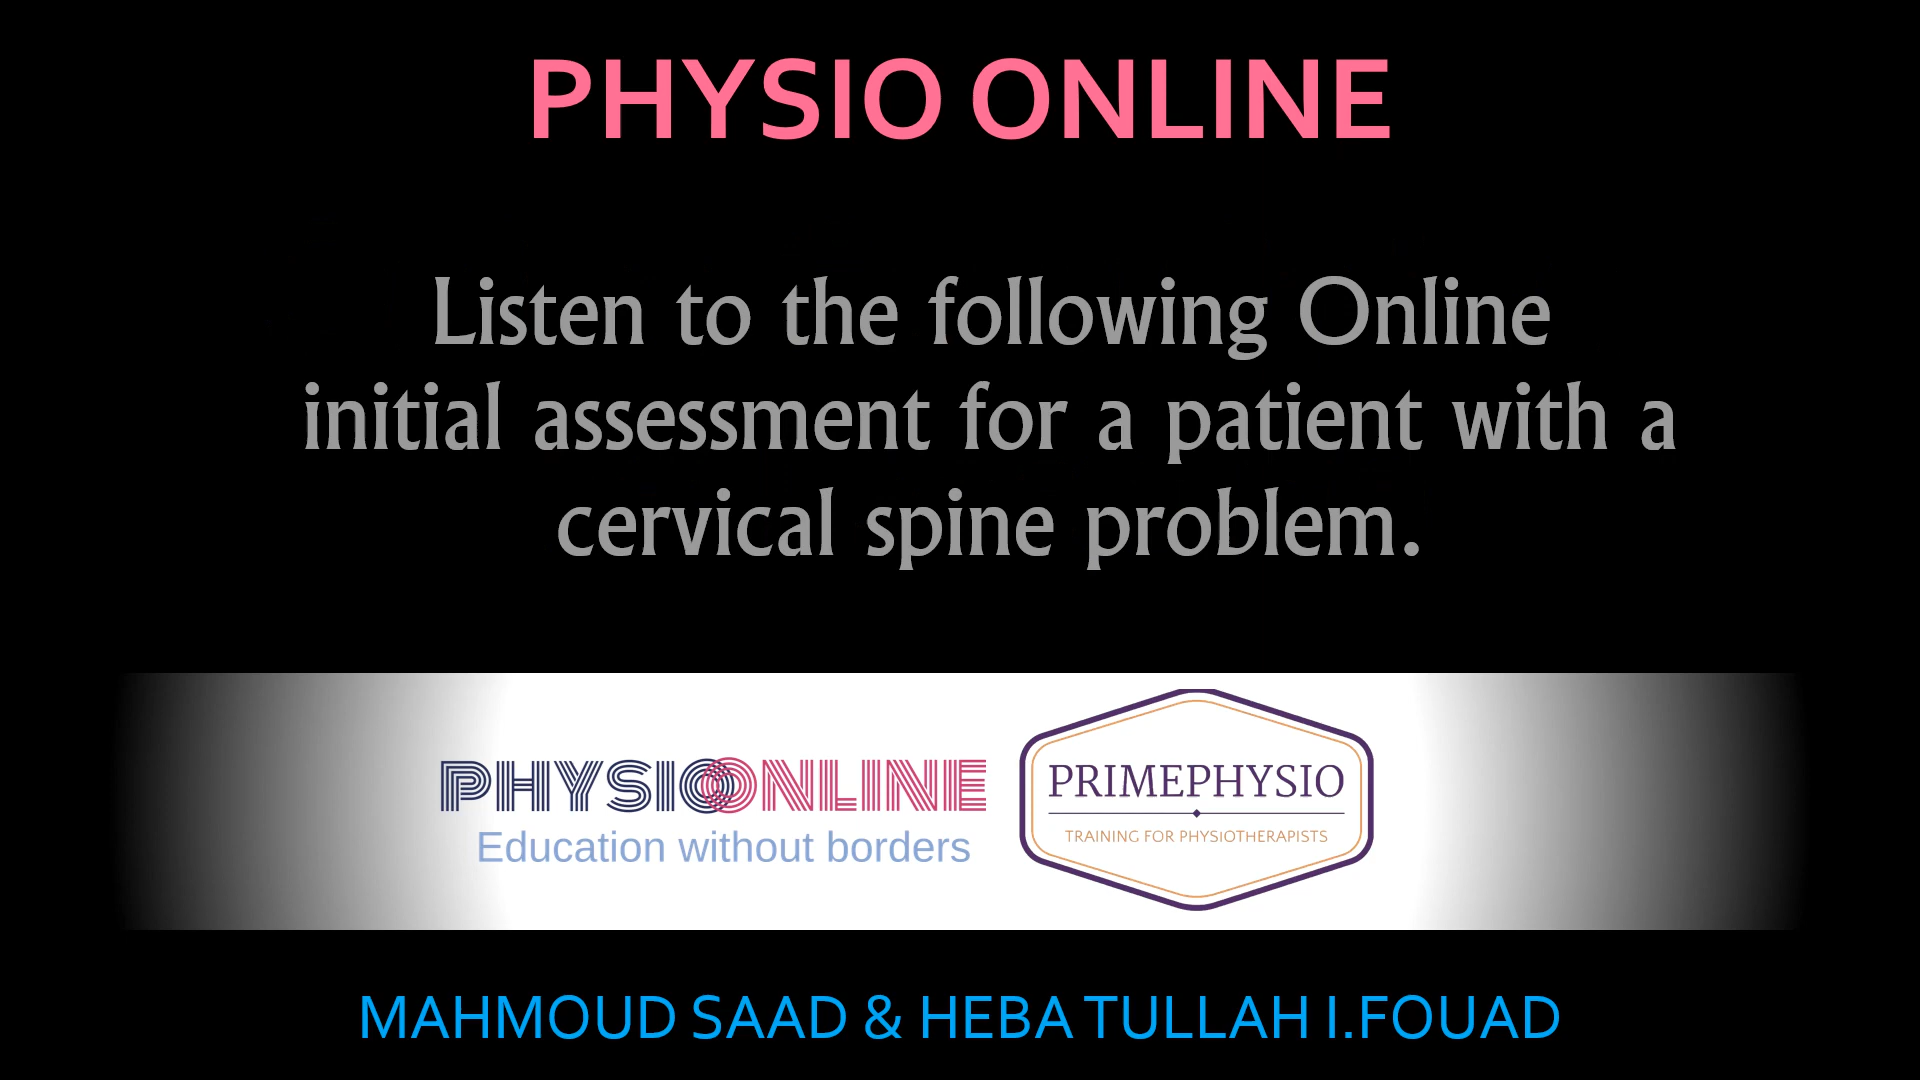 PHYSIO ONLINE
Listen to the following Online
initial assessment for a patient with a
cervical spine problem.
PHYSIOONLINE
Education without borders
PRIMEPHYSIO
TRAINING FOR PHYSIOTHERAPISTS
MAHMOUD SAAD & HEBA TULLAH I.FOUAD